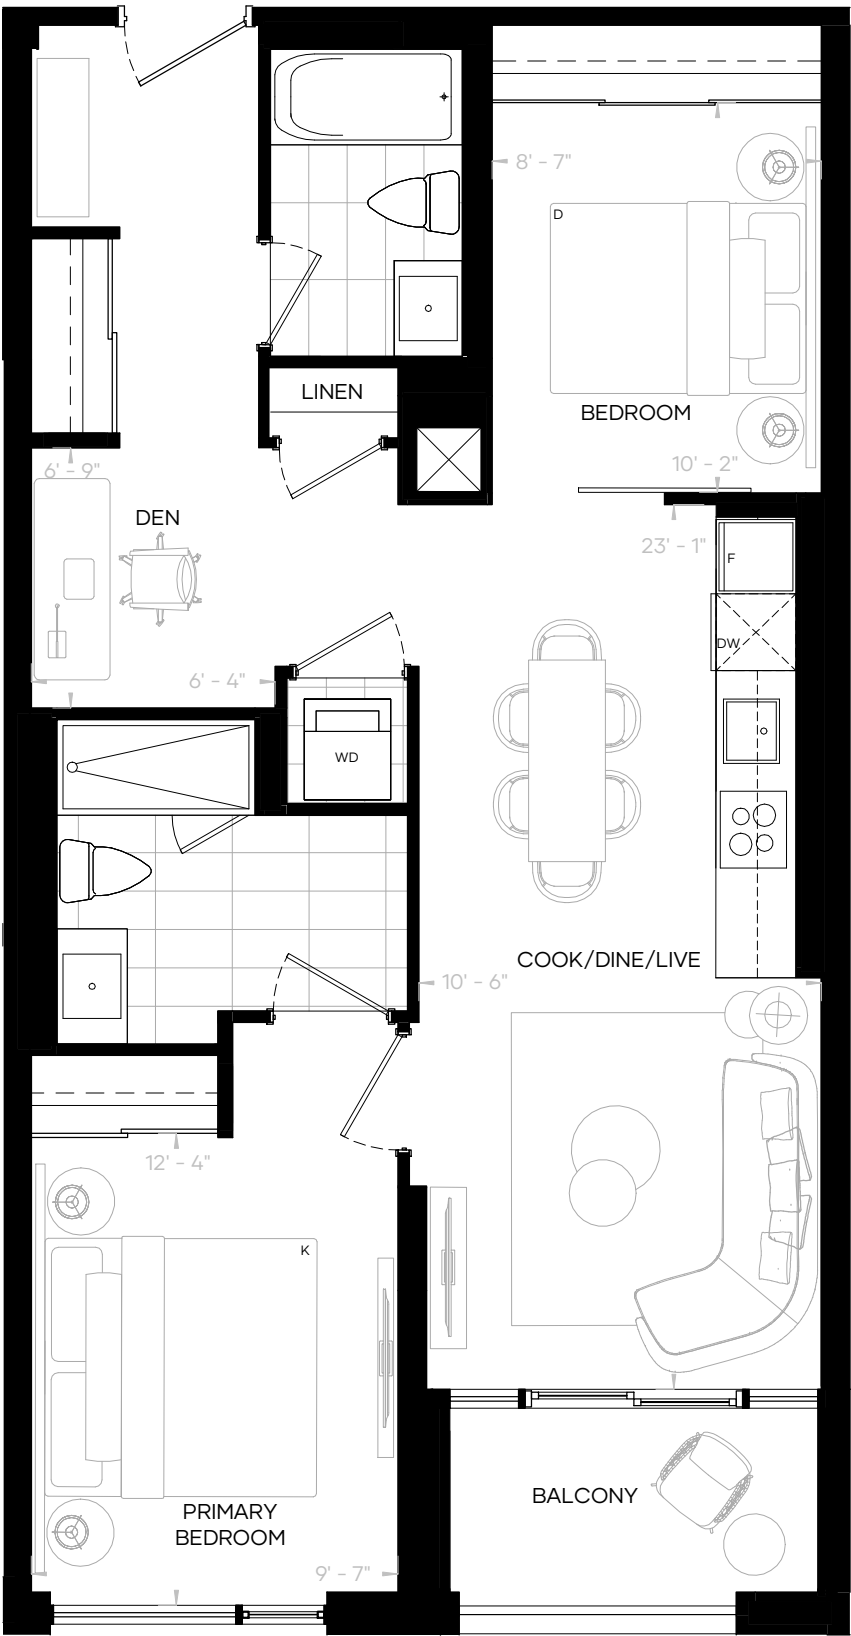 8' - 7"
D
LINEN
BEDROOM
6' - 9"
10' - 2"
DEN
23' - 1"
F
DW
6' - 4"
WD
COOK/DINE/LIVE
10' - 6"
12' - 4"
K
BALCONY
PRIMARY
BEDROOM
9' - 7"